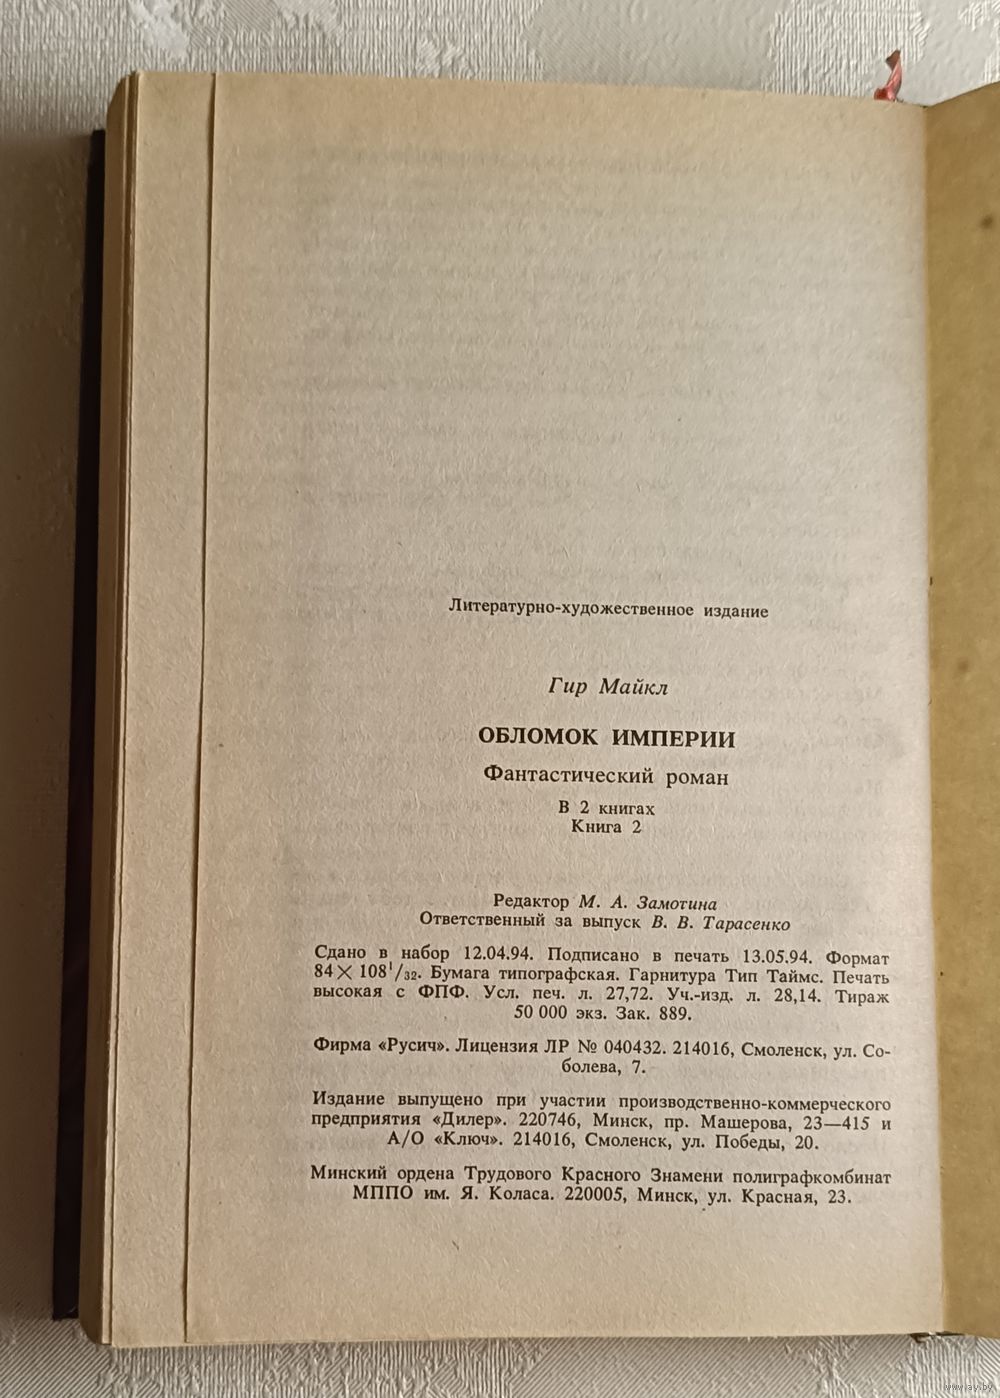 Литературно-художественное издание
Гир Майкл
ОБЛОМОК ИМПЕРИИ
Фантастический роман
В 2 книгах
Книга 2
Редактор М. А. Замотина
Ответственный за выпуск В. В. Тарасенко
Сдано в набор 12.04.94. Подписано в печать 13.05.94. Формат
84×108¹/₃₂. Бумага типографская. Гарнитура Тип Таймс. Печать
высокая с ФПФ. Усл. печ. л. 27,72. Уч.-изд. л. 28,14. Тираж
50 000 экз. Зак. 889.
Фирма «Русич». Лицензия ЛР № 040432. 214016, Смоленск, ул. Со-
болева, 7.
Издание выпущено при участии производственно-коммерческого
предприятия «Дилер». 220746, Минск, пр. Машерова, 23—415 и
А/О «Ключ». 214016, Смоленск, ул. Победы, 20.
Минский ордена Трудового Красного Знамени полиграфкомбинат
МППО им. Я. Коласа. 220005, Минск, ул. Красная, 23.
www.ay.by